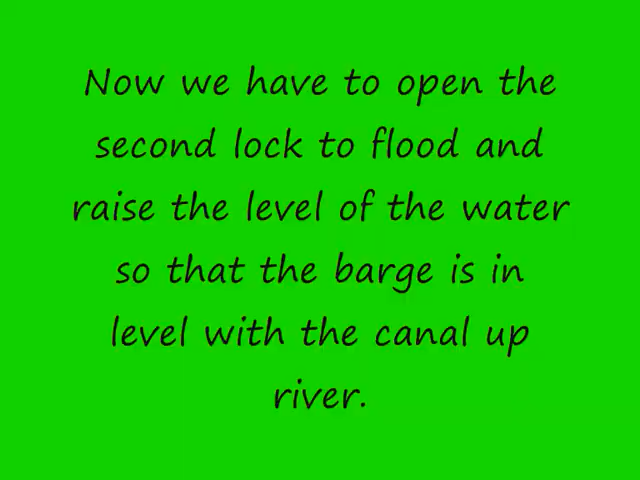 Now we have to open the
second lock to flood and
raise the level of the water
so that the barge is in
level with the canal up
river.